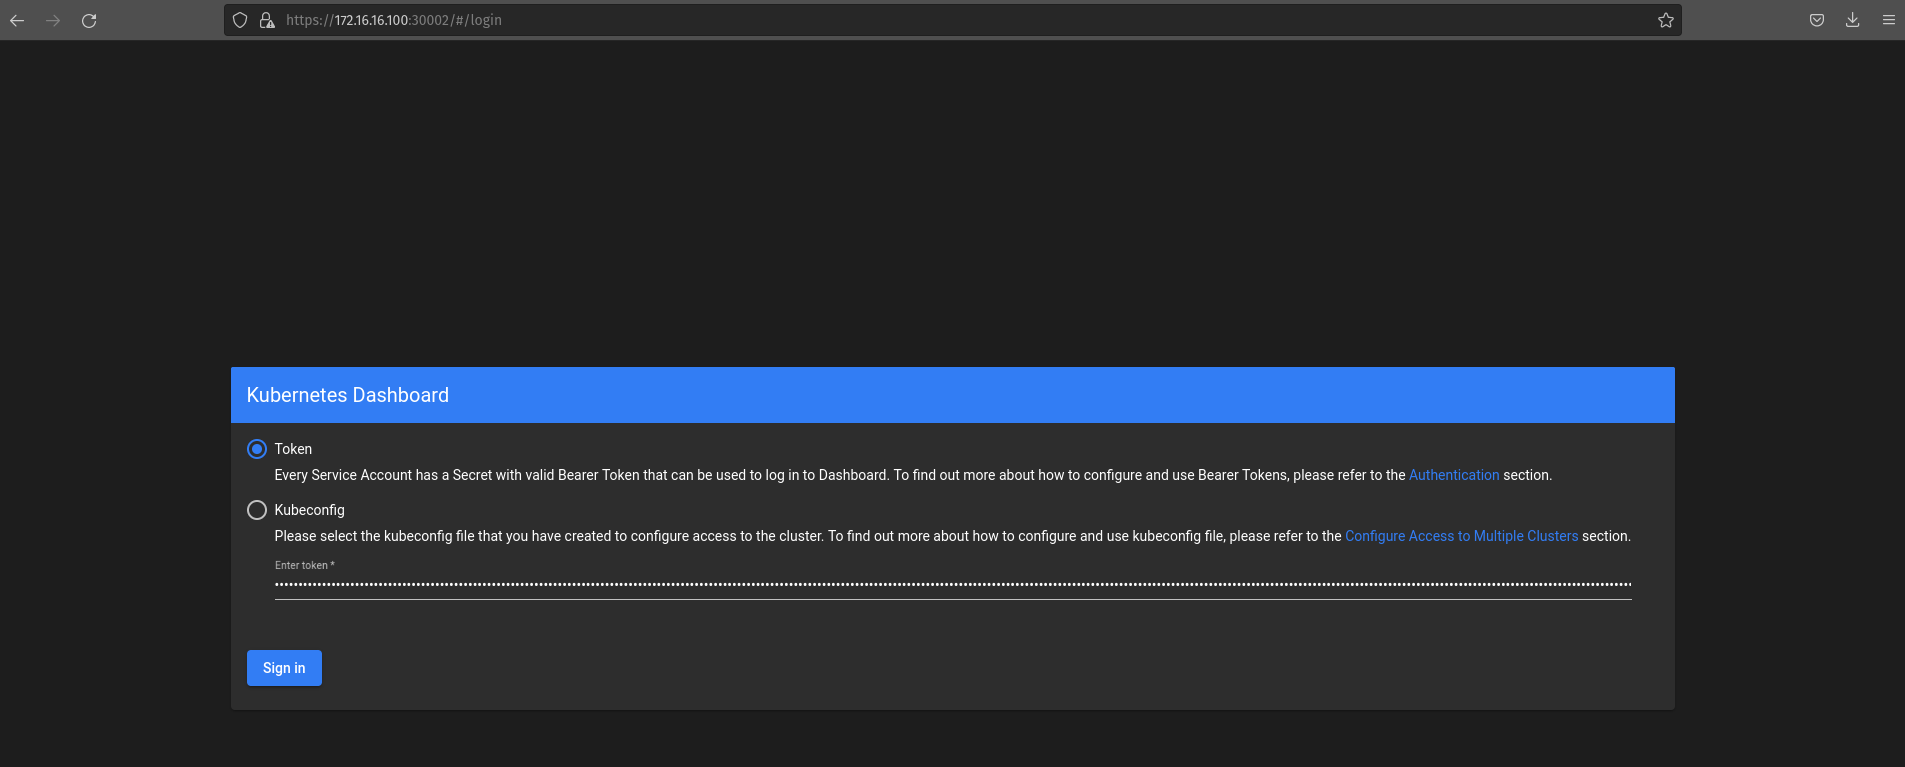 https://172.16.16.100:30002/#/login
Kubernetes Dashboard
Token
Every Service Account has a Secret with valid Bearer Token that can be used to log in to Dashboard. To find out more about how to configure and use Bearer Tokens, please refer to the Authentication section.
Kubeconfig
Please select the kubeconfig file that you have created to configure access to the cluster. To find out more about how to configure and use kubeconfig file, please refer to the Configure Access to Multiple Clusters section.
Enter token *
Sign in